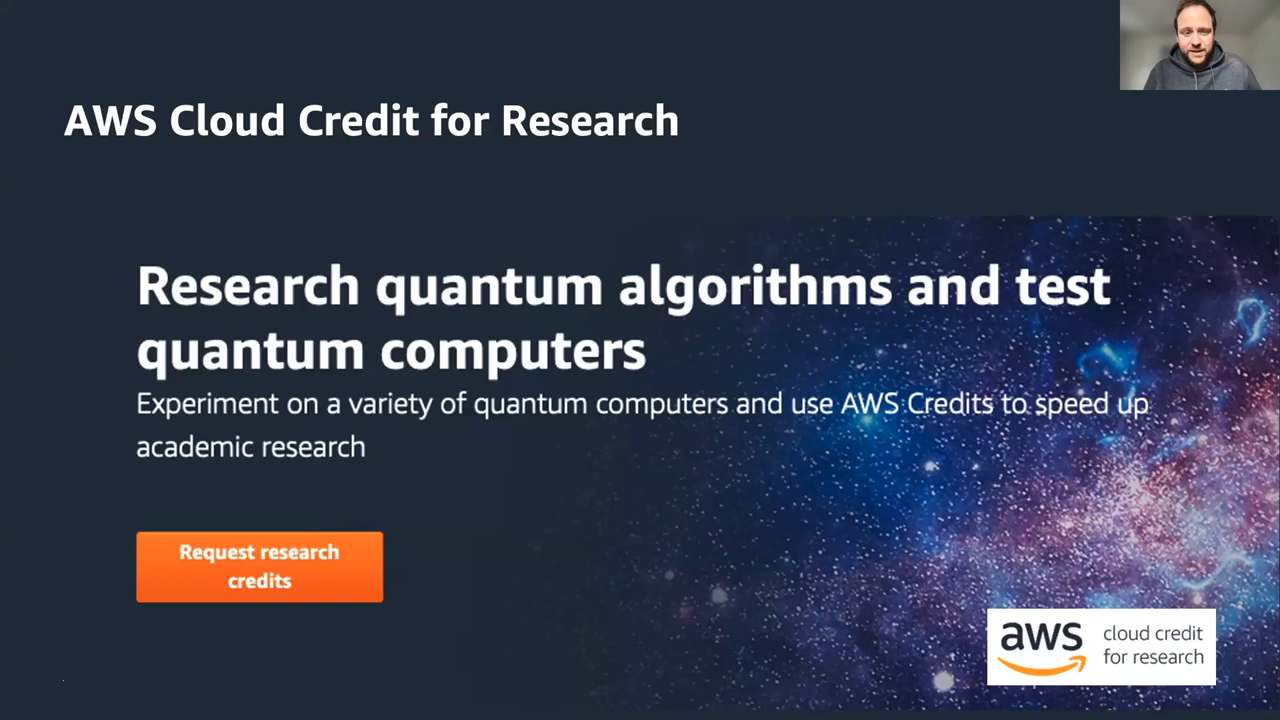 AWS Cloud Credit for Research
Research quantum algorithms and test
quantum computers
Experiment on a variety of quantum computers and use AWS Credits to speed up
academic research
Request research
credits
aws
cloud credit
for research